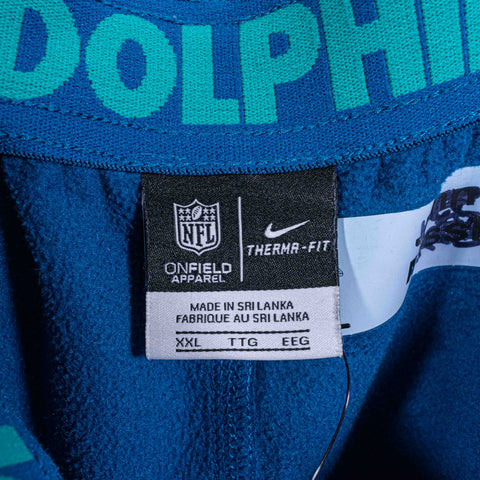 DOLPHI
NFL
ONFIELD
APPAREL
THERMA-FIT
MADE IN SRI LANKA
FABRIQUE AU SRI LANKA
XXL TTG EEG